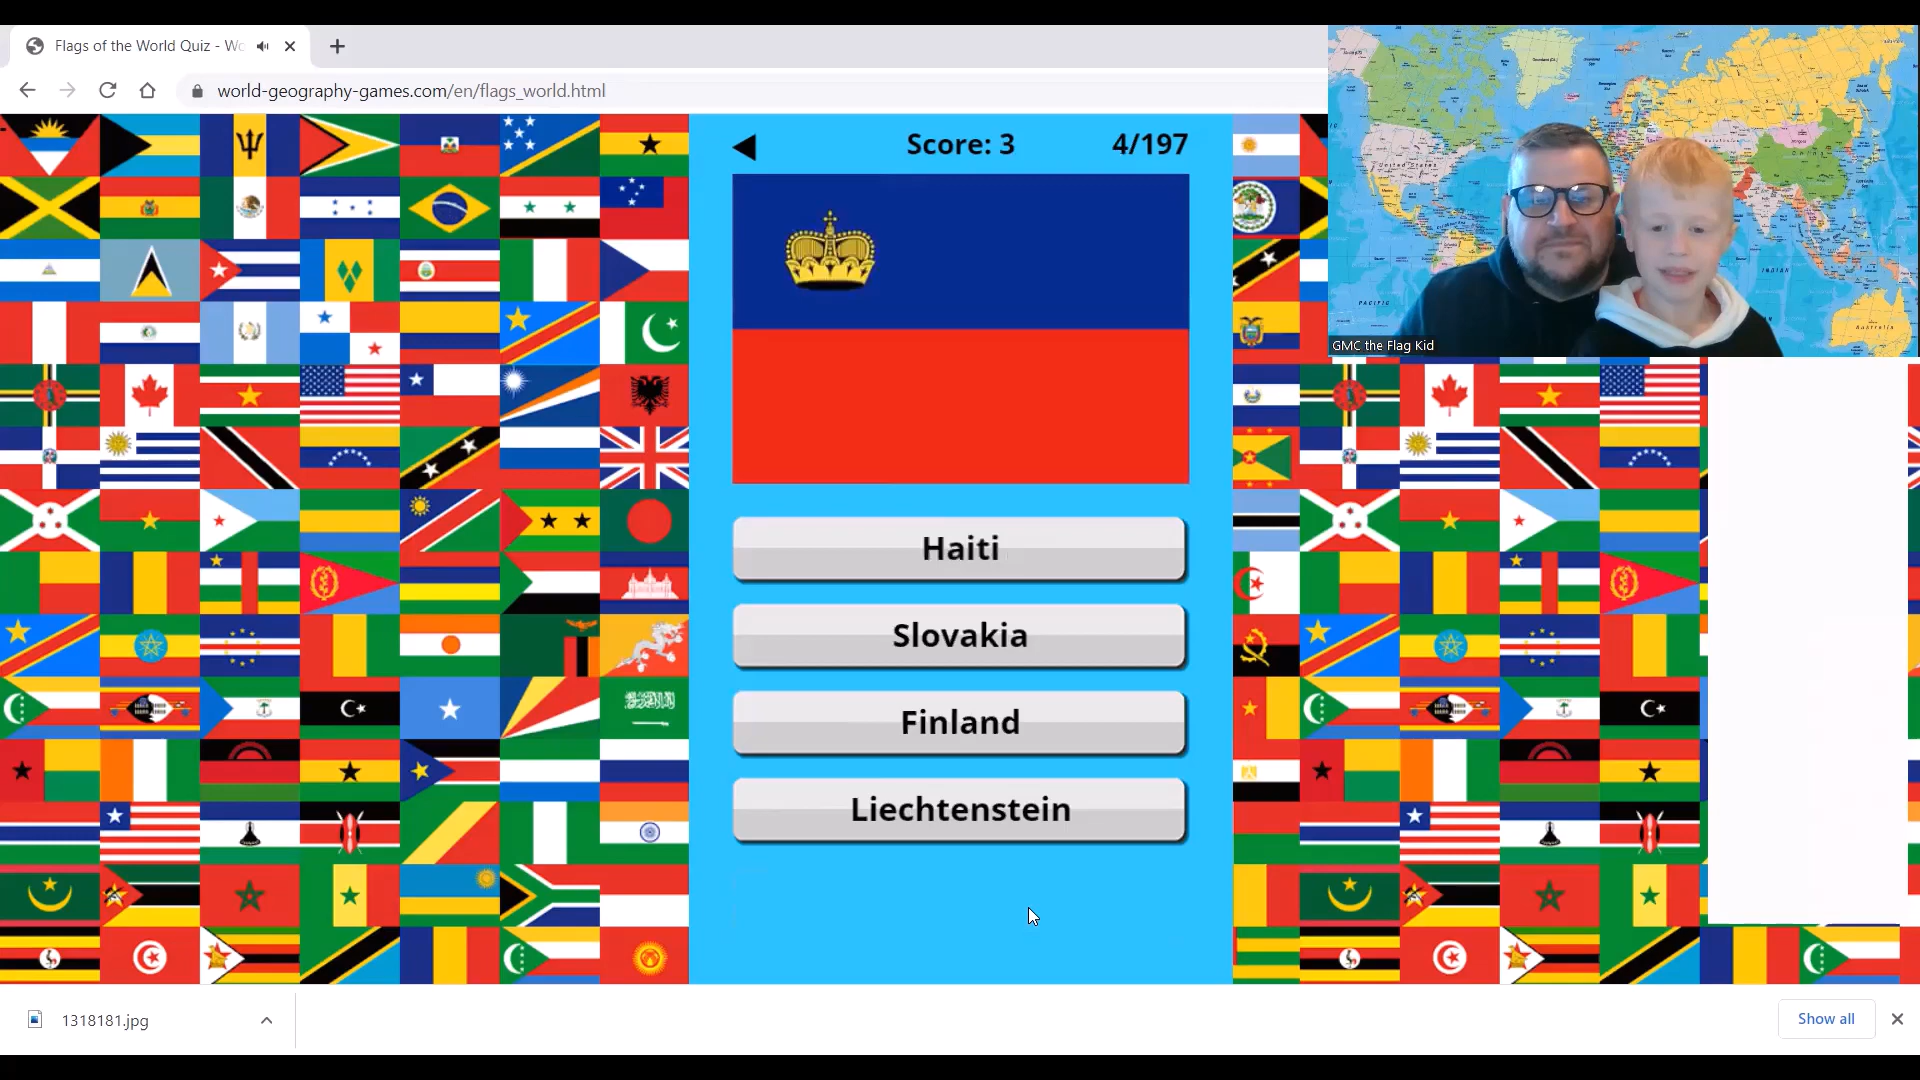 Flags of the World Quiz - Wo
world-geography-games.com/en/flags_world.html
Score: 3
4/197
GMC the Flag Kid
Haiti
Slovakia
Finland
Liechtenstein
1318181.jpg
Show all